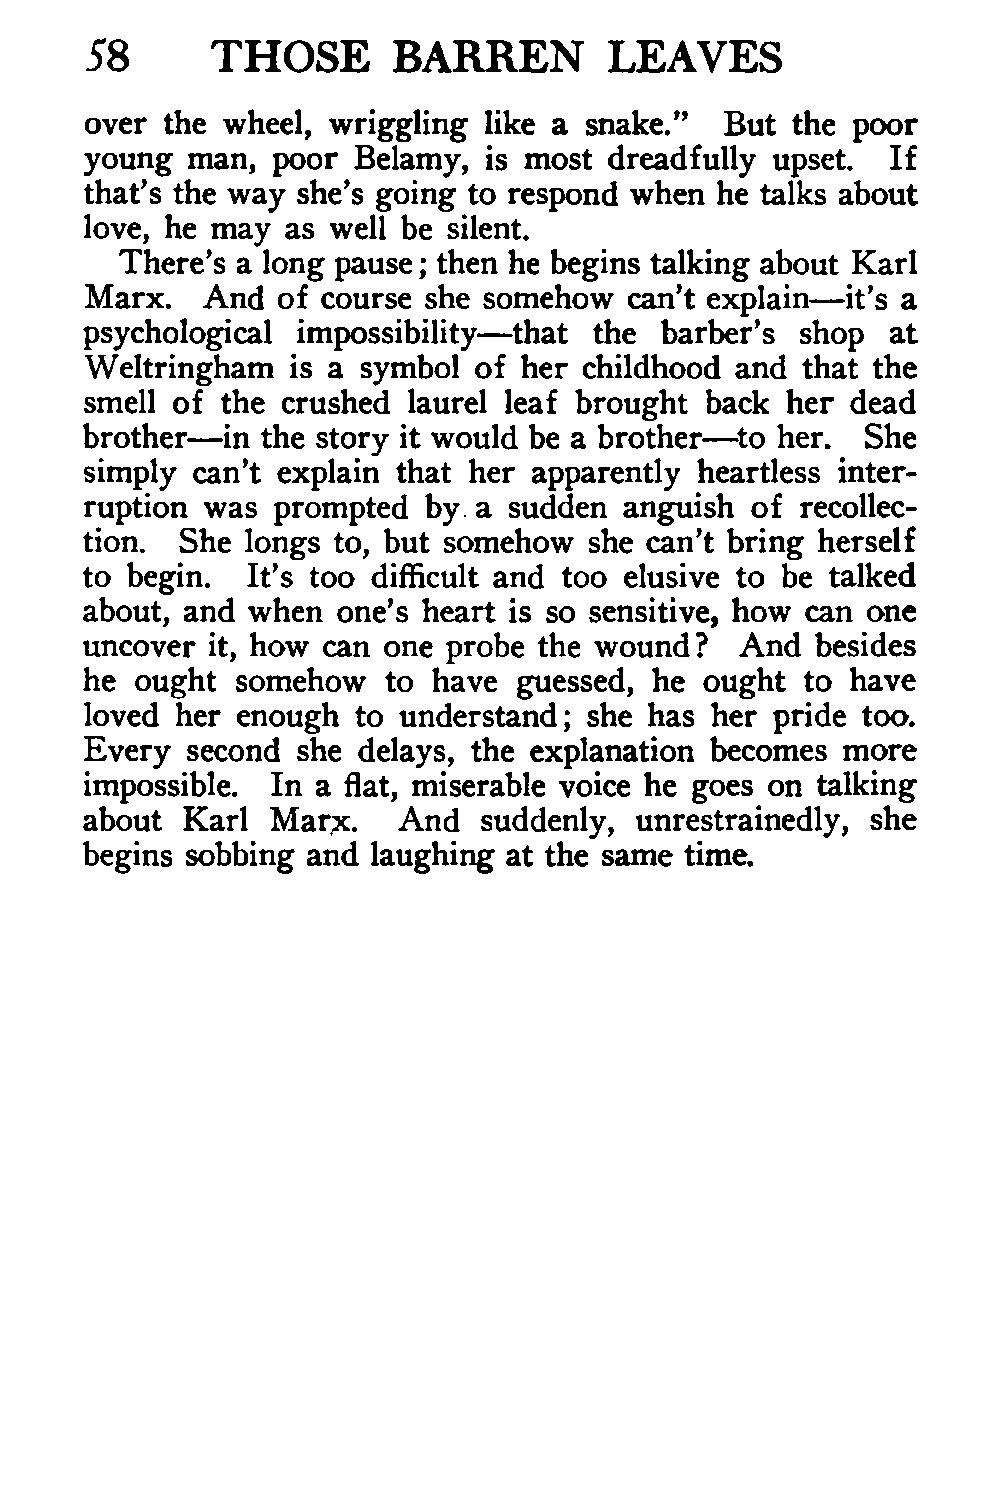 58 THOSE BARREN LEAVES
over the wheel, wriggling like a snake.” But the poor
young man, poor Belamy, is most dreadfully upset. If
that’s the way she’s going to respond when he talks about
love, he may as well be silent.
There’s a long pause; then he begins talking about Karl
Marx. And of course she somehow can’t explain—it’s a
psychological impossibility—that the barber’s shop at
Weltringham is a symbol of her childhood and that the
smell of the crushed laurel leaf brought back her dead
brother—in the story it would be a brother—to her. She
simply can’t explain that her apparently heartless inter-
ruption was prompted by a sudden anguish of recollec-
tion. She longs to, but somehow she can’t bring herself
to begin. It’s too difficult and too elusive to be talked
about, and when one’s heart is so sensitive, how can one
uncover it, how can one probe the wound? And besides
he ought somehow to have guessed, he ought to have
loved her enough to understand; she has her pride too.
Every second she delays, the explanation becomes more
impossible. In a flat, miserable voice he goes on talking
about Karl Marx. And suddenly, unrestrainedly, she
begins sobbing and laughing at the same time.